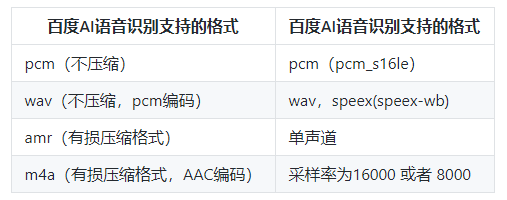 百度AI语音识别支持的格式 百度AI语音识别支持的格式
pcm（不压缩） pcm（pcm_s16le）
wav（不压缩，pcm编码） wav，speex(speex-wb)
amr（有损压缩格式） 单声道
m4a（有损压缩格式，AAC编码） 采样率为16000 或者 8000